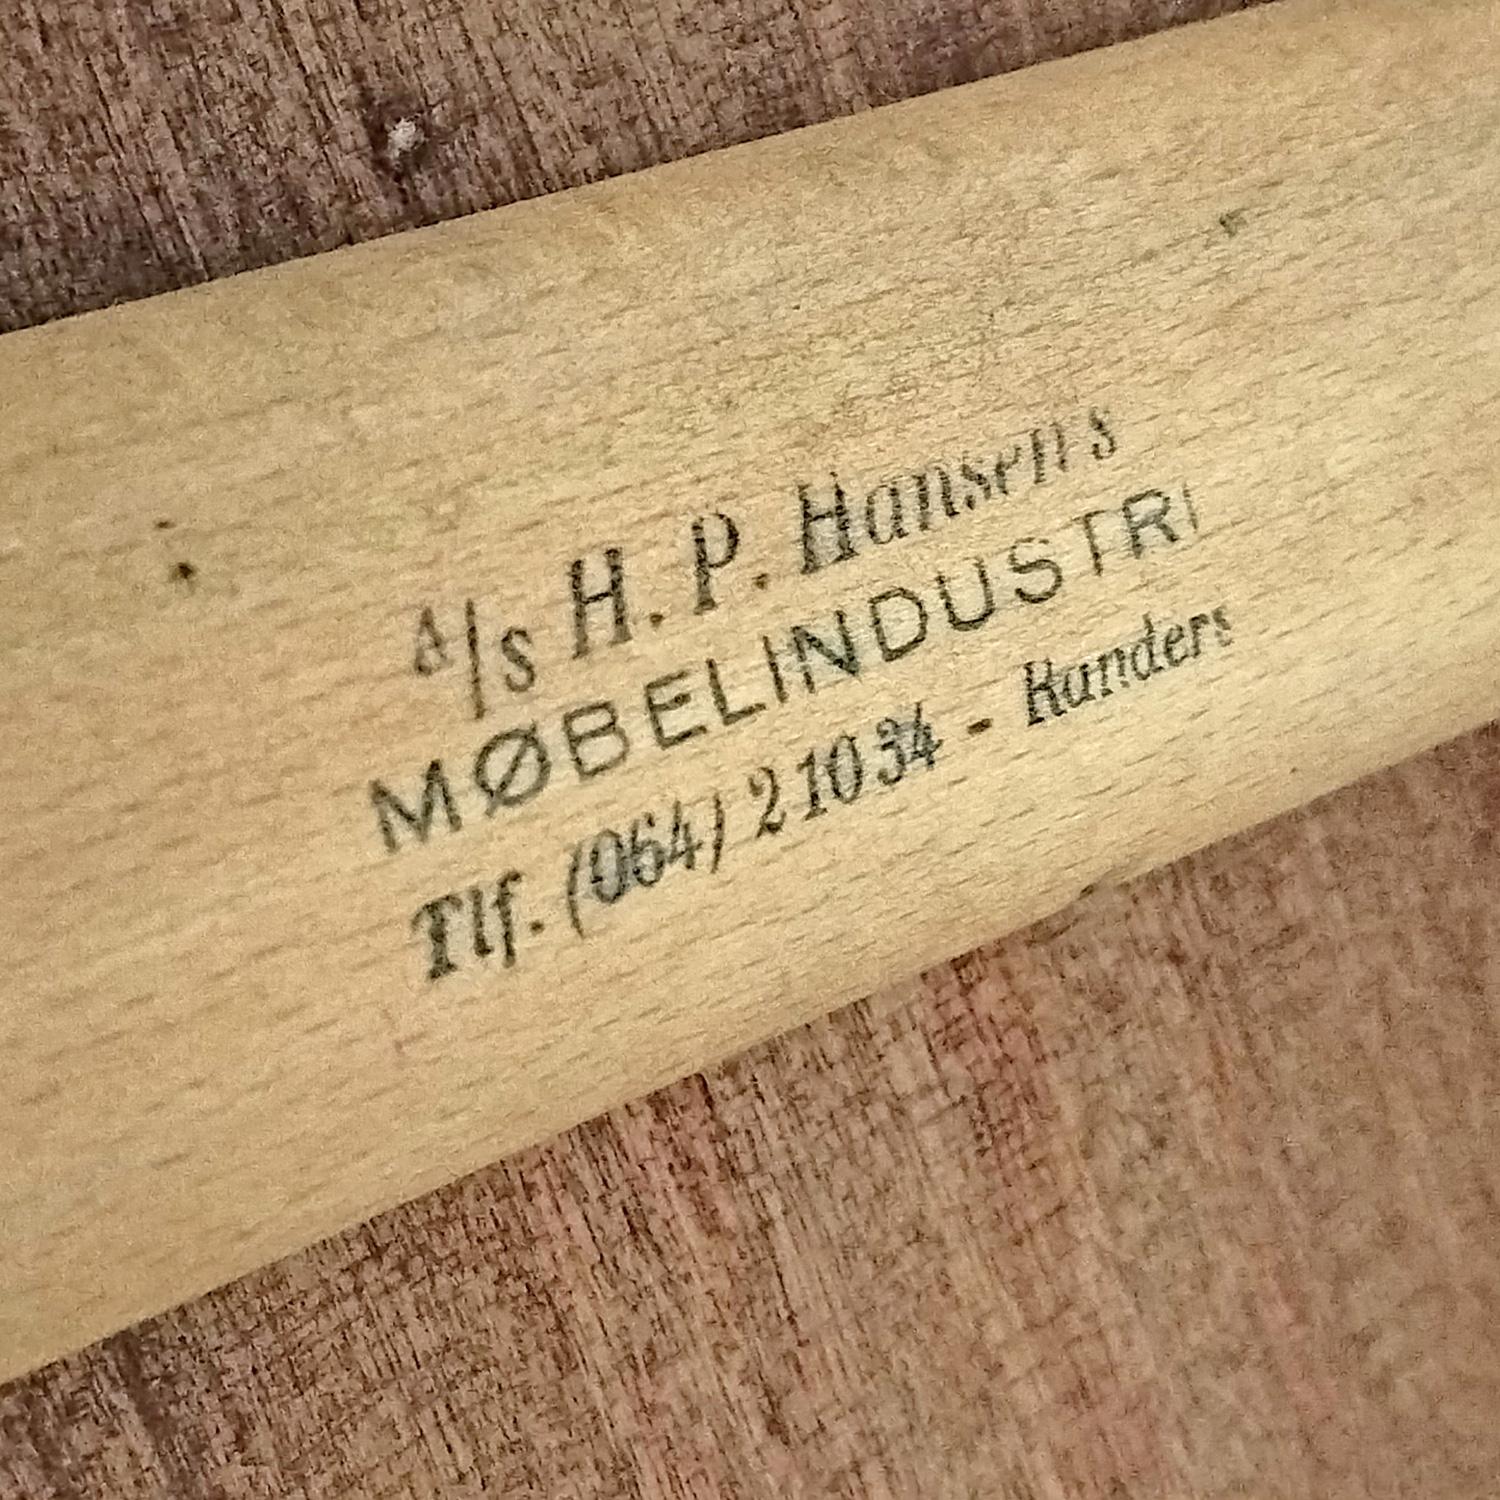 A/s H. P. Hansen's
MØBELINDUSTRI
Tlf. (064) 21034 - Randers